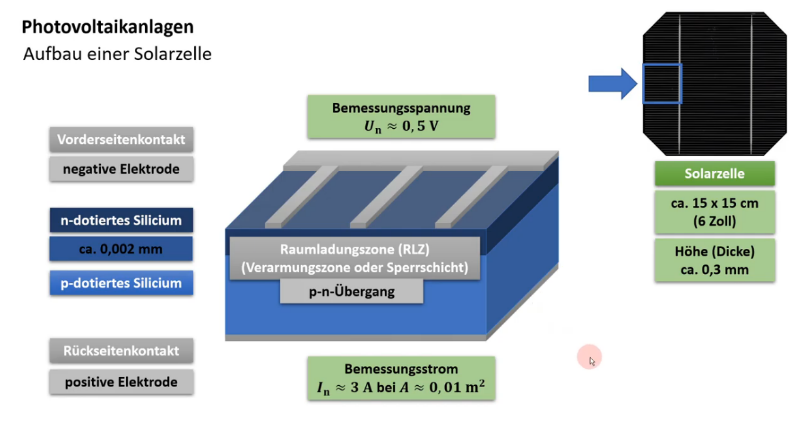 Photovoltaikanlagen
Aufbau einer Solarzelle
Bemessungsspannung
Uₙ ≈ 0,5 V
Vorderseitenkontakt
negative Elektrode
n-dotiertes Silicium
ca. 0,002 mm
p-dotiertes Silicium
Rückseitenkontakt
positive Elektrode
Raumladungszone (RLZ)
(Verarmungszone oder Sperrschicht)
p-n-Übergang
Bemessungsstrom
Iₙ ≈ 3 A bei A ≈ 0,01 m²
Solarzelle
ca. 15 x 15 cm
(6 Zoll)
Höhe (Dicke)
ca. 0,3 mm